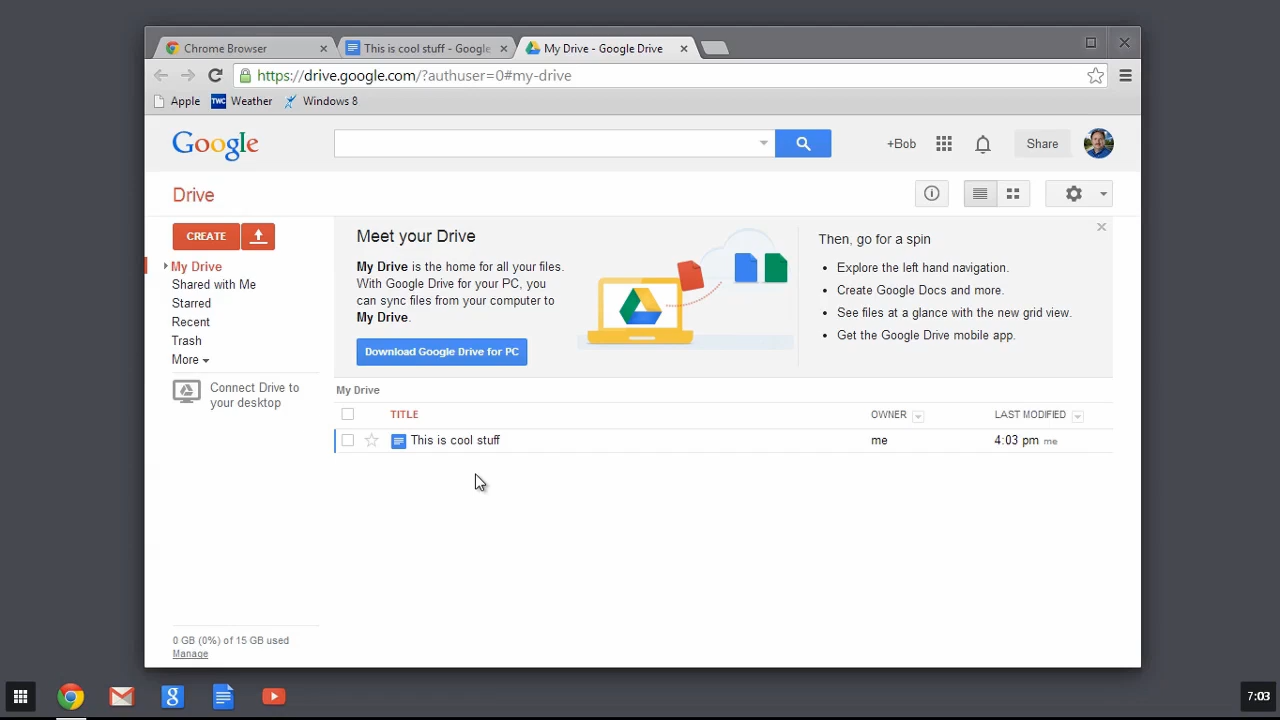 Chrome Browser
This is cool stuff - Google
My Drive - Google Drive
https://drive.google.com/?authuser=0#my-drive
Apple
TWC Weather
Windows 8
Google
+Bob
Share
Drive
CREATE
My Drive
Shared with Me
Starred
Recent
Trash
More
Connect Drive to
your desktop
0 GB (0%) of 15 GB used
Manage
Meet your Drive
My Drive is the home for all your files.
With Google Drive for your PC, you
can sync files from your computer to
My Drive.
Download Google Drive for PC
Then, go for a spin
Explore the left hand navigation.
Create Google Docs and more.
See files at a glance with the new grid view.
Get the Google Drive mobile app.
My Drive
TITLE OWNER LAST MODIFIED
This is cool stuff me 4:03 pm me
g
7:03